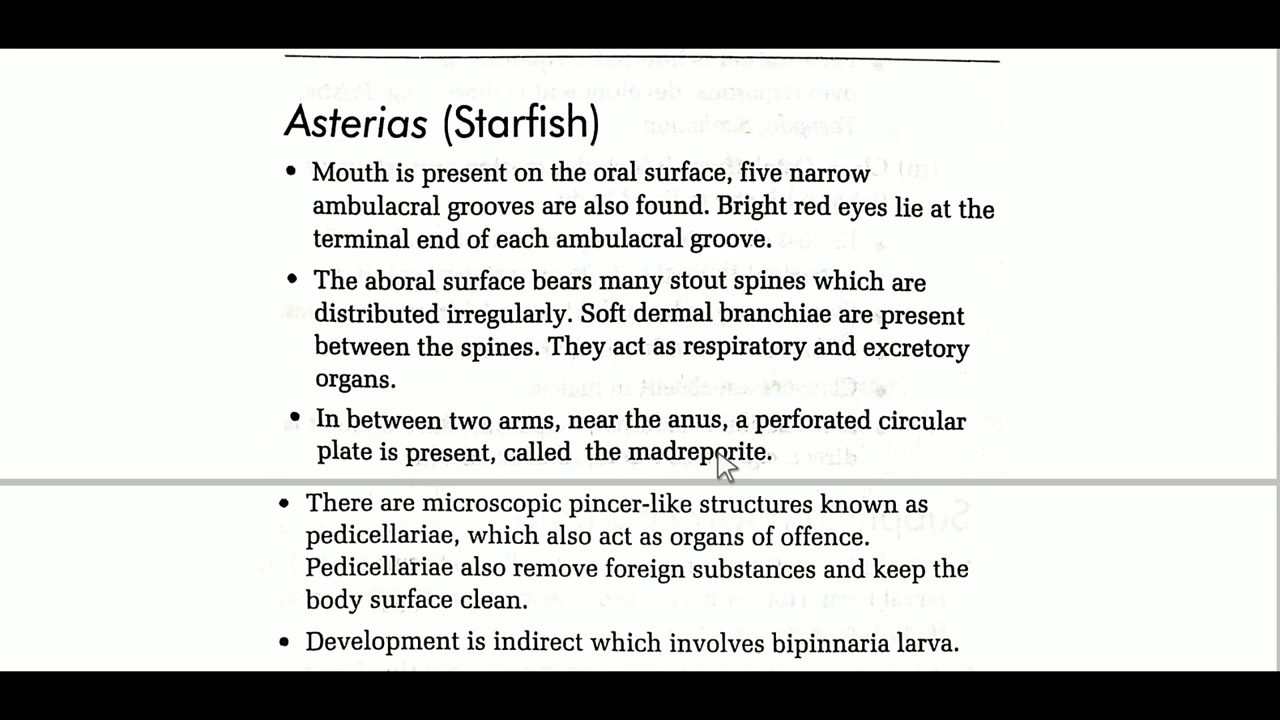 Asterias (Starfish)
• Mouth is present on the oral surface, five narrow
ambulacral grooves are also found. Bright red eyes lie at the
terminal end of each ambulacral groove.
• The aboral surface bears many stout spines which are
distributed irregularly. Soft dermal branchiae are present
between the spines. They act as respiratory and excretory
organs.
• In between two arms, near the anus, a perforated circular
plate is present, called the madreporite.
• There are microscopic pincer-like structures known as
pedicellariae, which also act as organs of offence.
Pedicellariae also remove foreign substances and keep the
body surface clean.
• Development is indirect which involves bipinnaria larva.